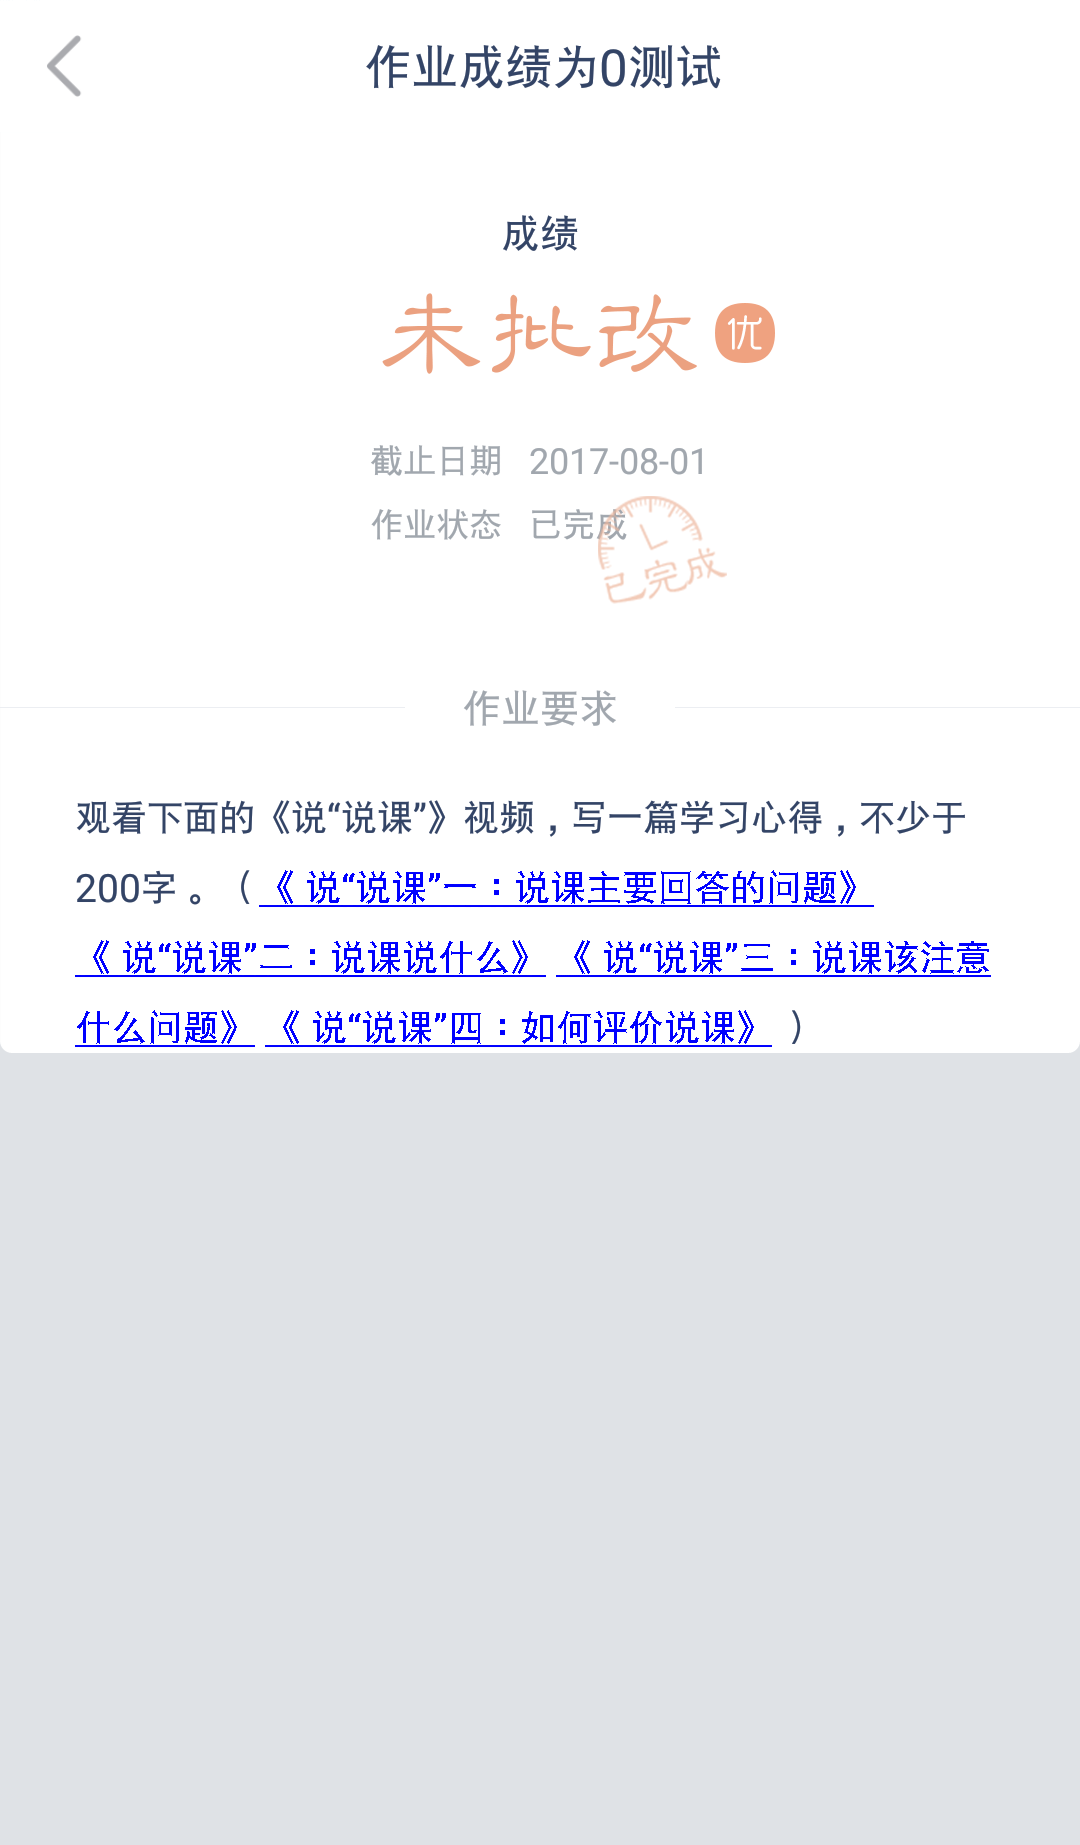 作业成绩为0测试
成绩
未批改 优
截止日期 2017-08-01
作业状态 已完成
已完成
作业要求
观看下面的《说“说课”》视频，写一篇学习心得，不少于
200字。（《 说“说课”一：说课主要回答的问题》
《 说“说课”二：说课说什么》 《 说“说课”三：说课该注意
什么问题》 《 说“说课”四：如何评价说课》 ）